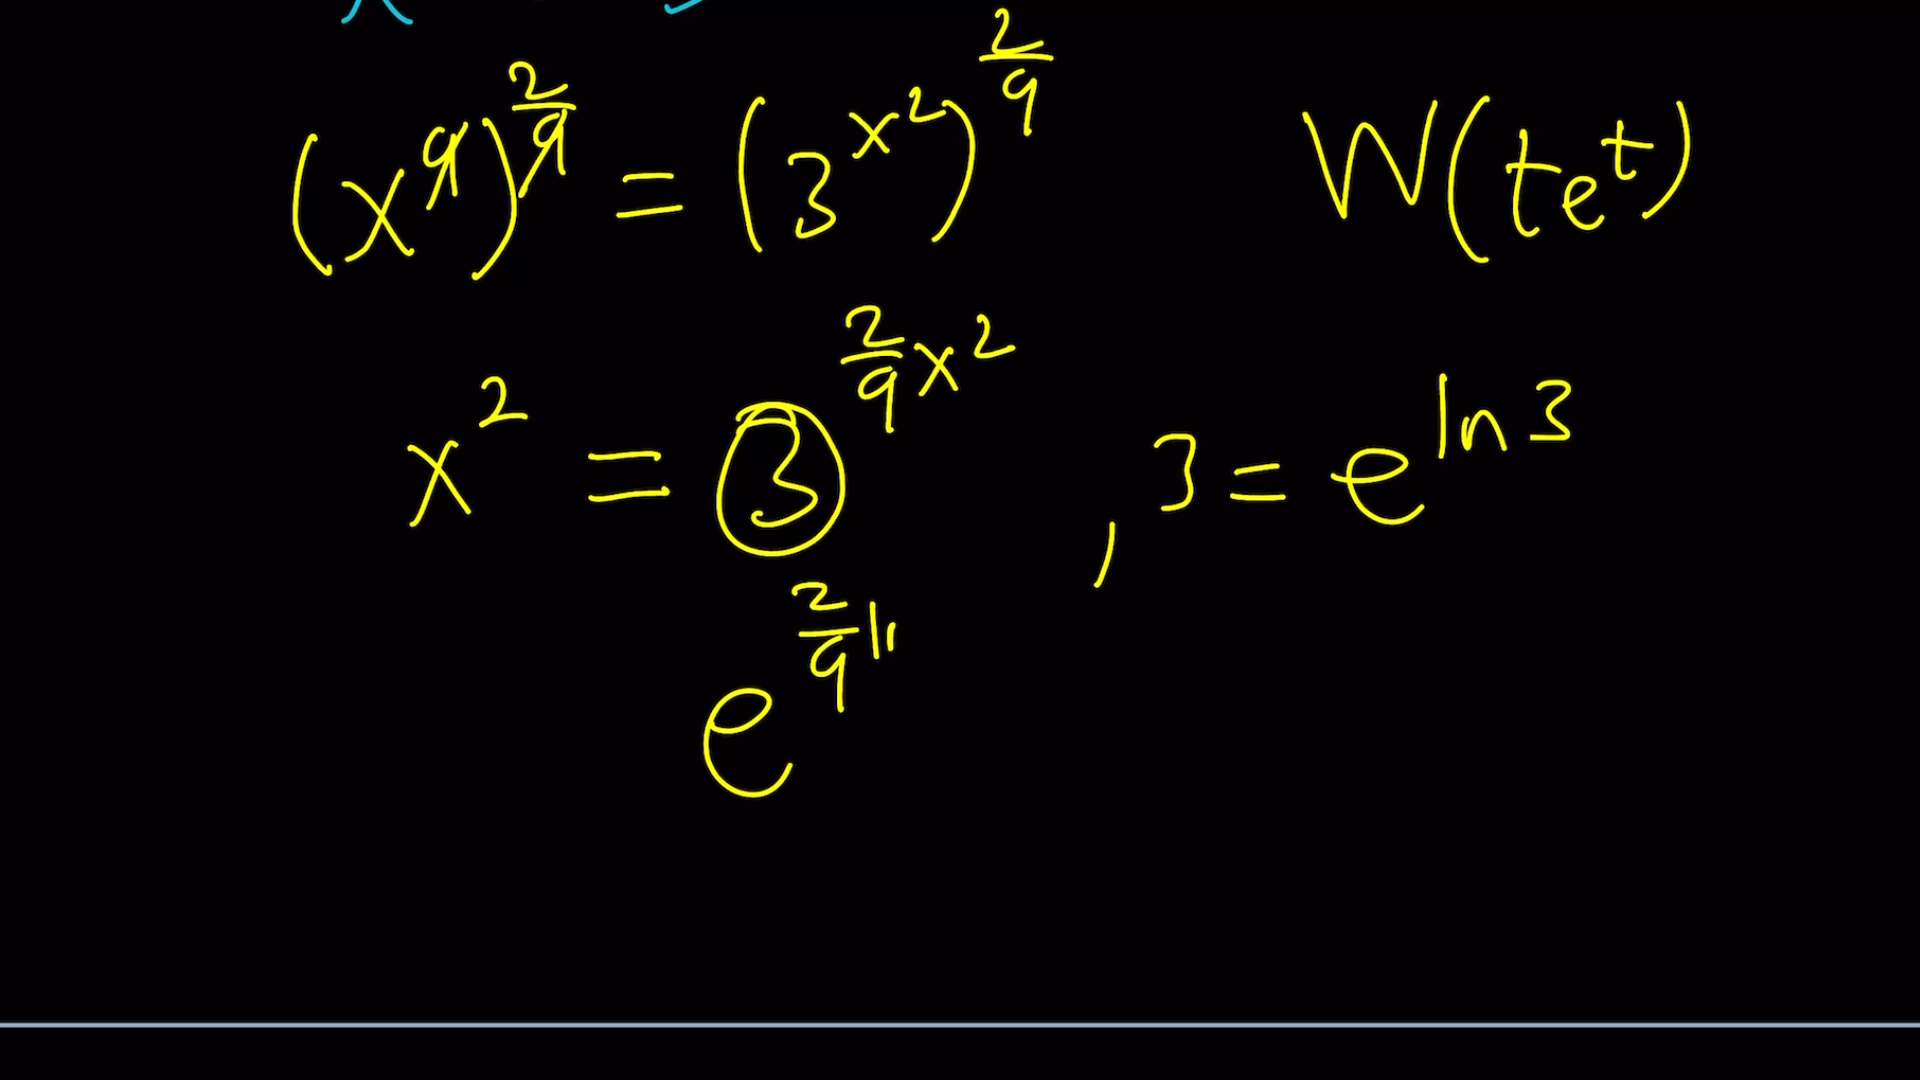 (x^9)^{2/9} = (3^{x^2})^{2/9} W(te^t)
x^2 = 3^{2/9 x^2} , 3 = e^{ln 3}
e^{2/9 l}